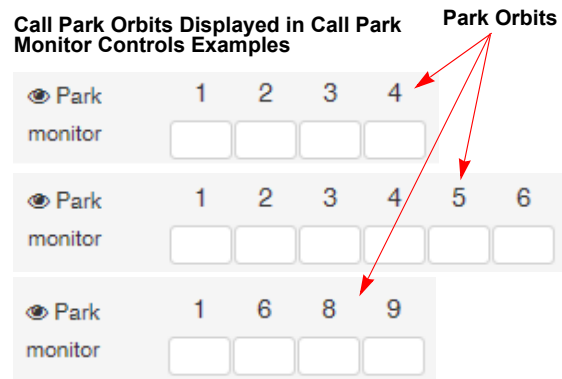 Call Park Orbits Displayed in Call Park
Monitor Controls Examples
Park Orbits
Park 1 2 3 4
monitor
Park 1 2 3 4 5 6
monitor
Park 1 6 8 9
monitor